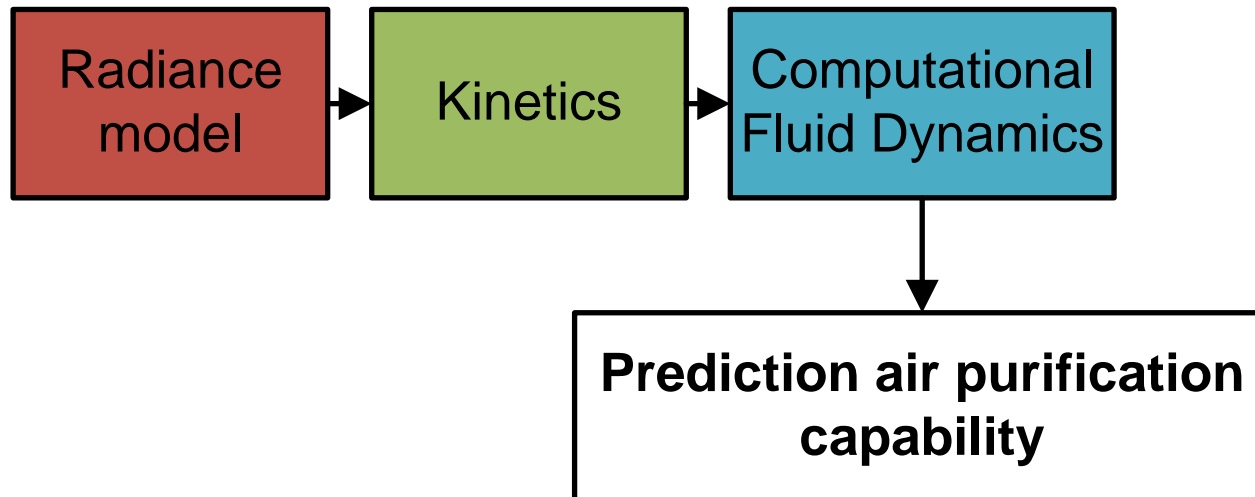 Radiance
model
Kinetics
Computational
Fluid Dynamics
Prediction air purification
capability